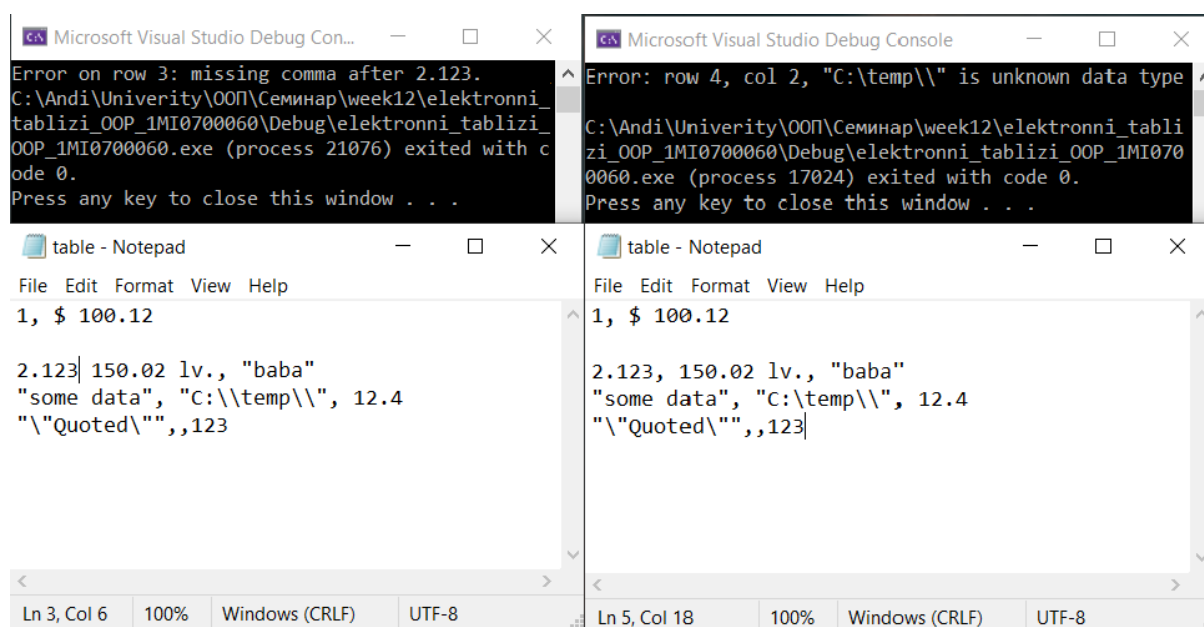 Microsoft Visual Studio Debug Con...
Error on row 3: missing comma after 2.123.
C:\Andi\Univerity\ООП\Семинар\week12\elektronni_
tablizi_OOP_1MI0700060\Debug\elektronni_tablizi_
OOP_1MI0700060.exe (process 21076) exited with c
ode 0.
Press any key to close this window . . .
table - Notepad
File Edit Format View Help
1, $ 100.12
2.123 150.02 lv., "baba"
"some data", "C:\\temp\\", 12.4
"\"Quoted\"",,123
Ln 3, Col 6 100% Windows (CRLF) UTF-8
Microsoft Visual Studio Debug Console
Error: row 4, col 2, "C:\temp\\" is unknown data type
C:\Andi\Univerity\ООП\Семинар\week12\elektronni_tabli
zi_OOP_1MI0700060\Debug\elektronni_tablizi_OOP_1MI070
0060.exe (process 17024) exited with code 0.
Press any key to close this window . . .
table - Notepad
File Edit Format View Help
1, $ 100.12
2.123, 150.02 lv., "baba"
"some data", "C:\temp\\", 12.4
"\"Quoted\"",,123
Ln 5, Col 18 100% Windows (CRLF) UTF-8